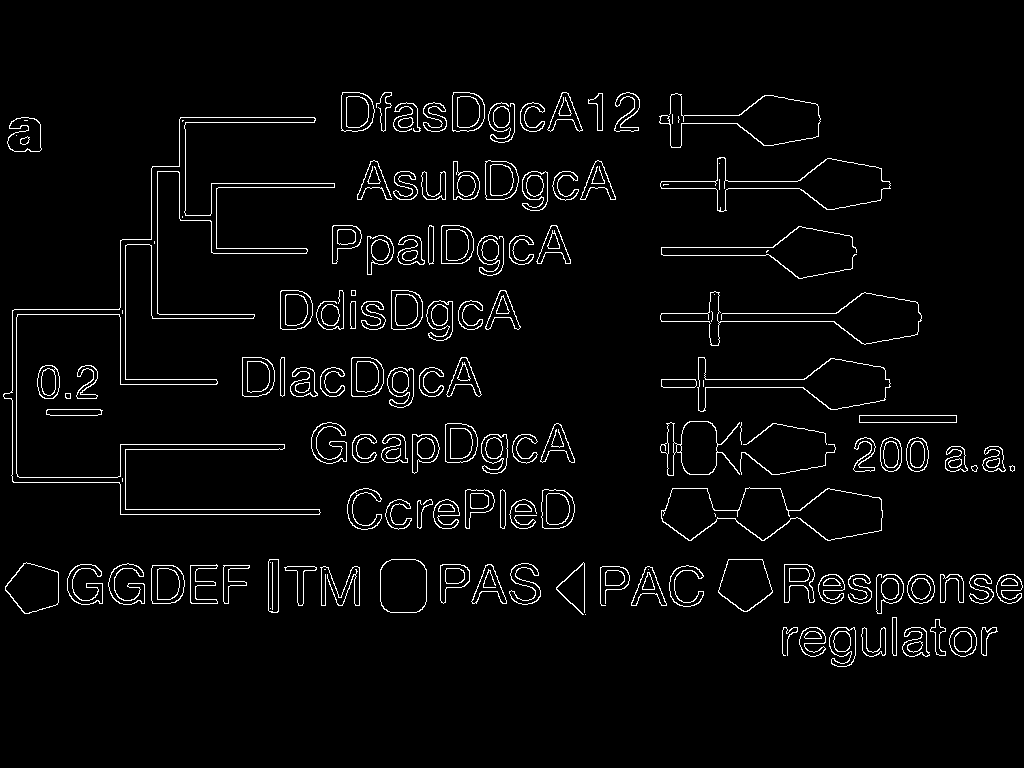 a
DfasDgcA12
AsubDgcA
PpalDgcA
DdisDgcA
0.2
DlacDgcA
GcapDgcA
200 a.a.
CcrePleD
GGDEF TM PAS PAC Response
regulator